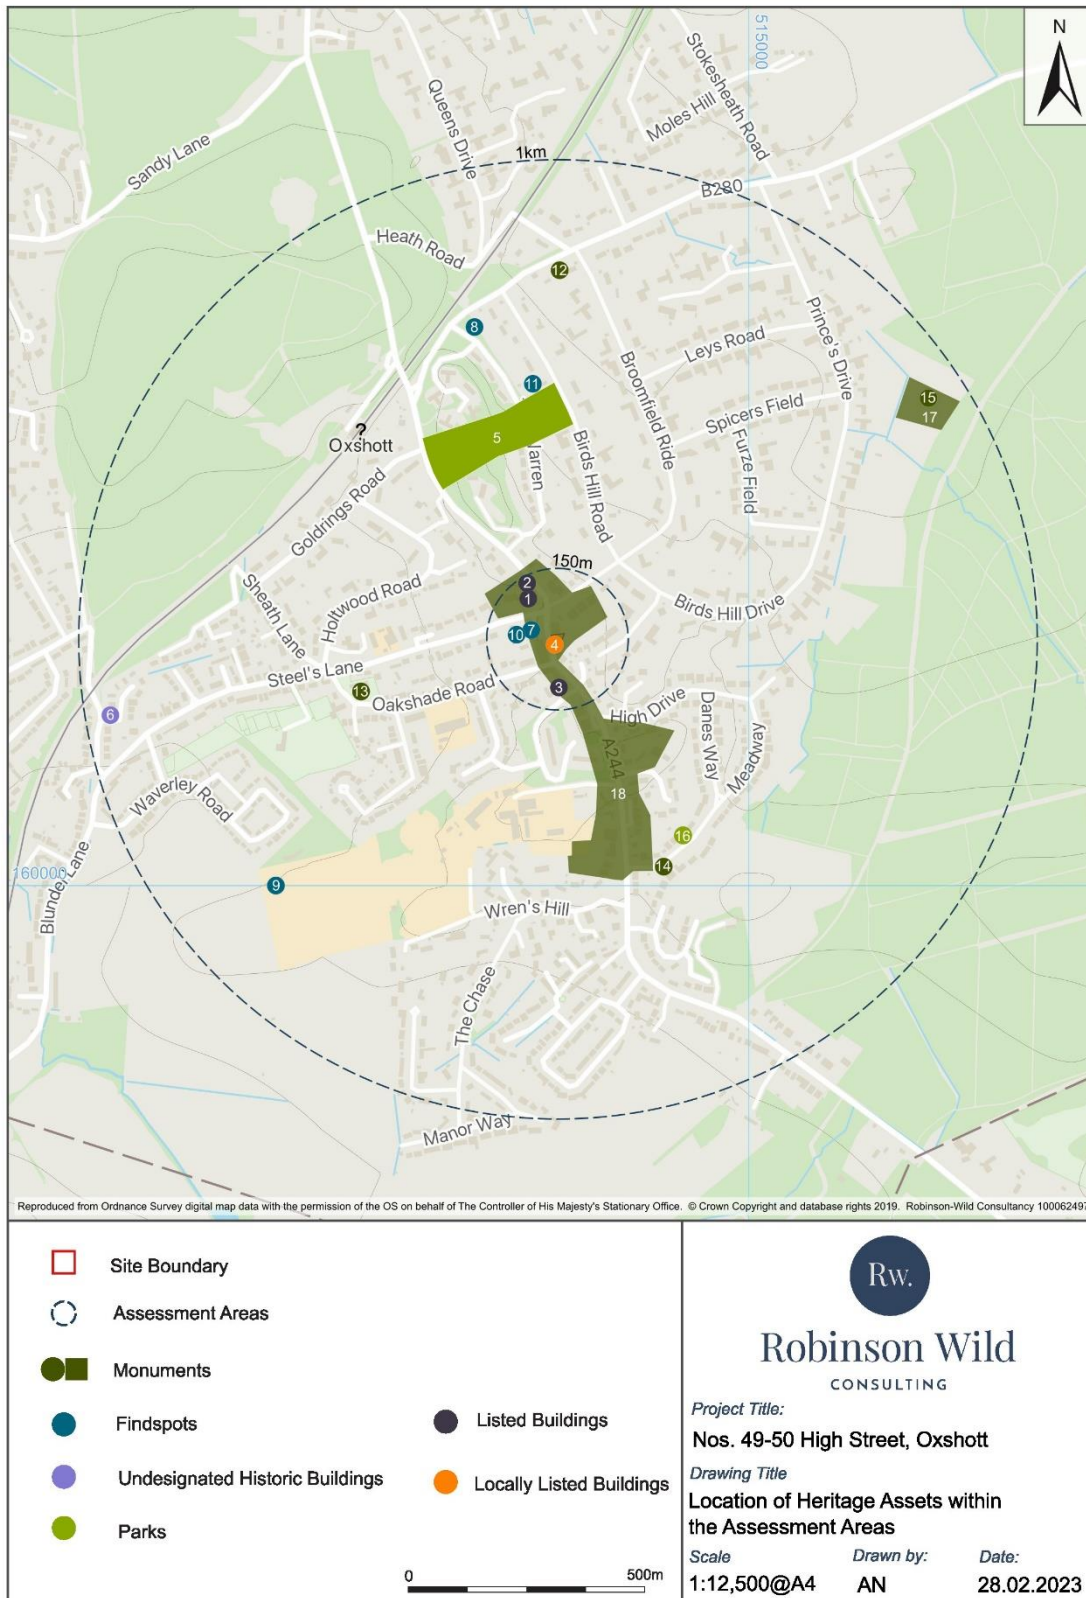 N
515000
Stokesheath Road
Moles Hill
Queens Drive
Sandy Lane
1km
B280
Heath Road
12
8
Prince's Drive
Leys Road
11
Broomfield Ride
15
17
Spicers Field
?
Oxshott
5
Birds Hill Road
Furze Field
Goldrings Road
150m
2
1
Sheath Lane
Holtwood Road
Birds Hill Drive
7
10
4
Steel's Lane
3
13
Oakshade Road
High Drive
Danes Way
6
Meadway
A244
18
Waverley Road
16
14
160000
9
Blundel Lane
Wren's Hill
The Chase
Manor Way
Reproduced from Ordnance Survey digital map data with the permission of the OS on behalf of The Controller of His Majesty's Stationary Office. © Crown Copyright and database rights 2019. Robinson-Wild Consultancy 100062497
Site Boundary
Assessment Areas
Monuments
Findspots
Undesignated Historic Buildings
Parks
Listed Buildings
Locally Listed Buildings
0 500m
Rw.
Robinson Wild
CONSULTING
Project Title:
Nos. 49-50 High Street, Oxshott
Drawing Title
Location of Heritage Assets within
the Assessment Areas
Scale Drawn by: Date:
1:12,500@A4 AN 28.02.2023